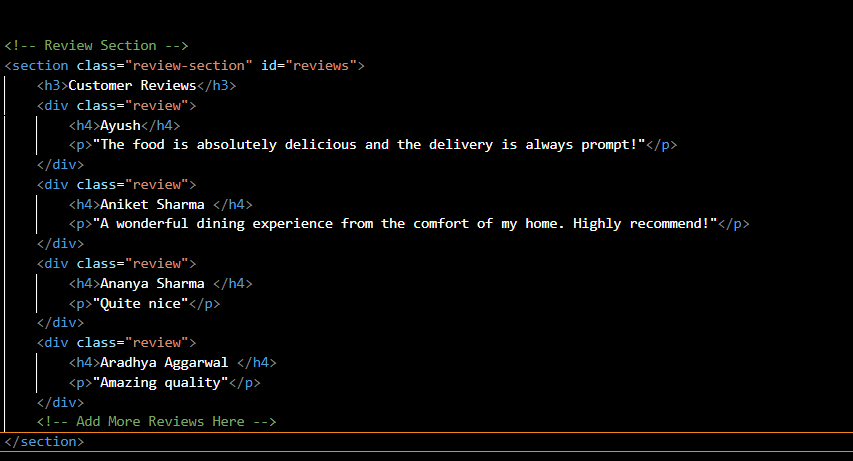 <!-- Review Section -->
<section class="review-section" id="reviews">
    <h3>Customer Reviews</h3>
    <div class="review">
        <h4>Ayush</h4>
        <p>"The food is absolutely delicious and the delivery is always prompt!"</p>
    </div>
    <div class="review">
        <h4>Aniket Sharma </h4>
        <p>"A wonderful dining experience from the comfort of my home. Highly recommend!"</p>
    </div>
    <div class="review">
        <h4>Ananya Sharma </h4>
        <p>"Quite nice"</p>
    </div>
    <div class="review">
        <h4>Aradhya Aggarwal </h4>
        <p>"Amazing quality"</p>
    </div>
    <!-- Add More Reviews Here -->
</section>